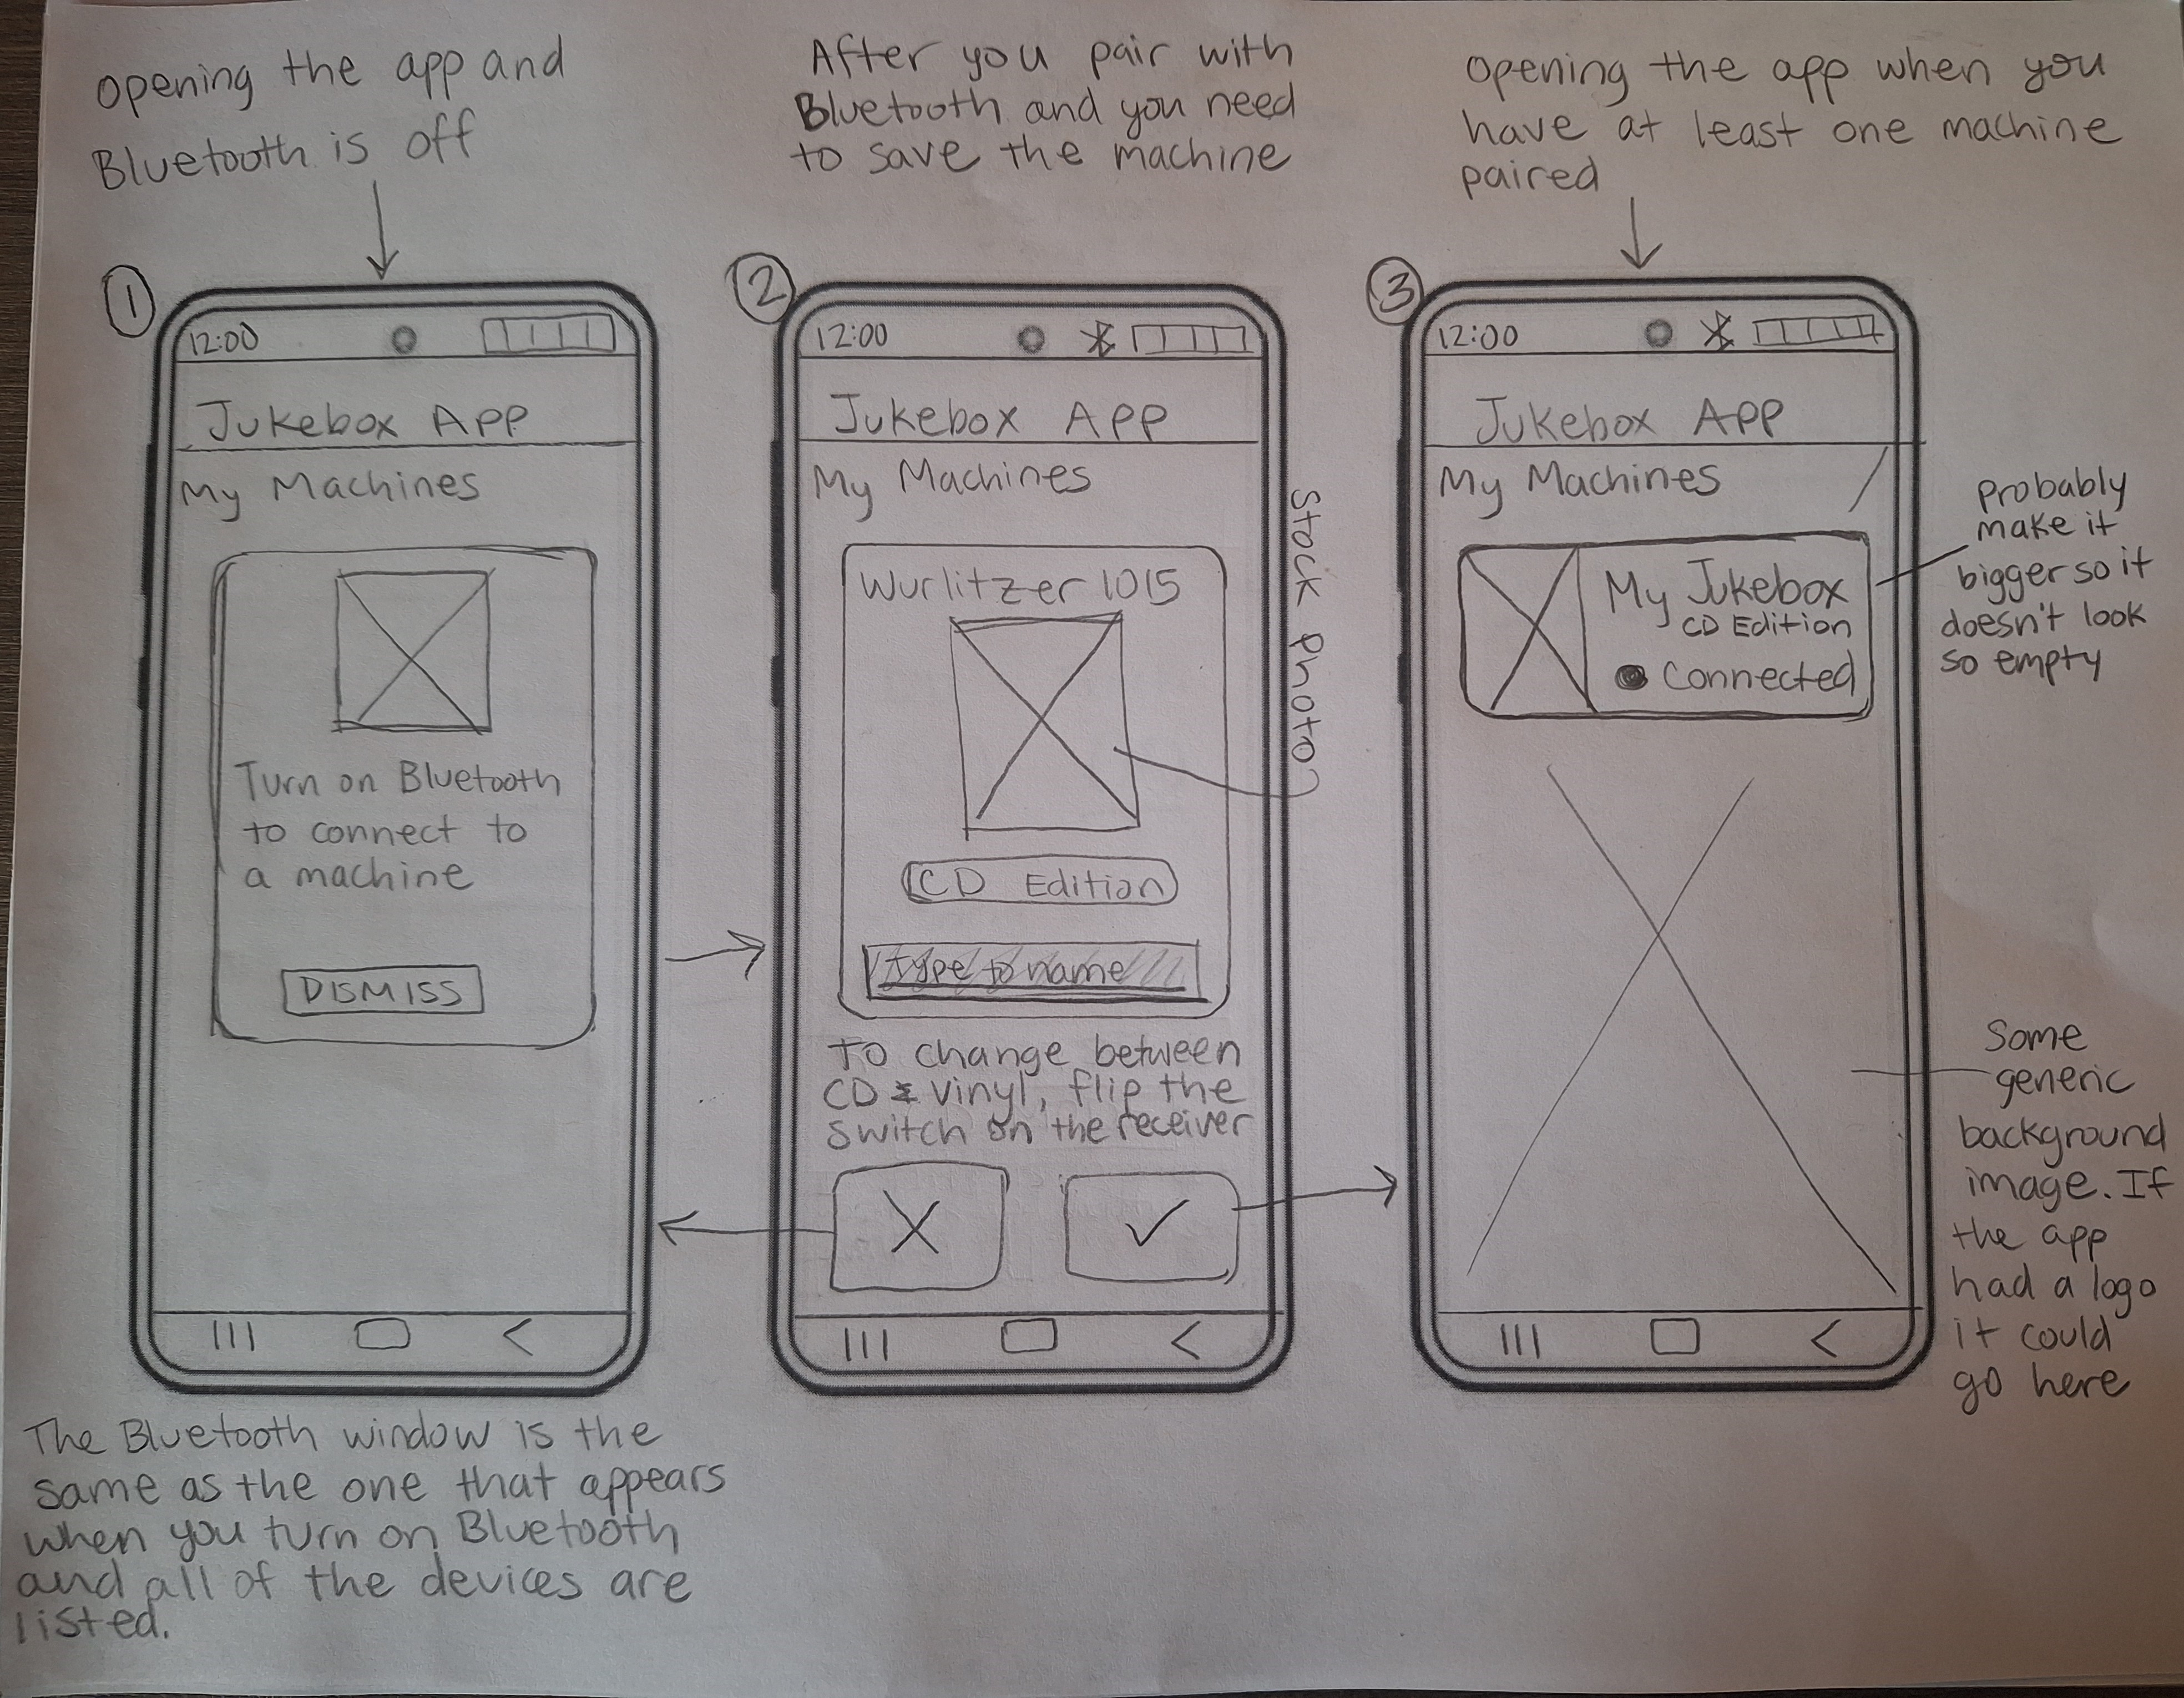 Opening the app and
Bluetooth is off
After you pair with
Bluetooth and you need
to save the machine
Opening the app when you
have at least one machine
paired
1
12:00
Jukebox App
My Machines
Turn on Bluetooth
to connect to
a machine
DISMISS
The Bluetooth window is the
same as the one that appears
when you turn on Bluetooth
and all of the devices are
listed.
2
12:00
Jukebox App
My Machines
Wurlitzer 1015
CD Edition
type to name
To change between
CD & vinyl, flip the
switch on the receiver
Stock Photo
3
12:00
Jukebox App
My Machines
My Jukebox
CD Edition
Connected
probably
make it
bigger so it
doesn't look
so empty
Some
generic
background
image. If
the app
had a logo
it could
go here